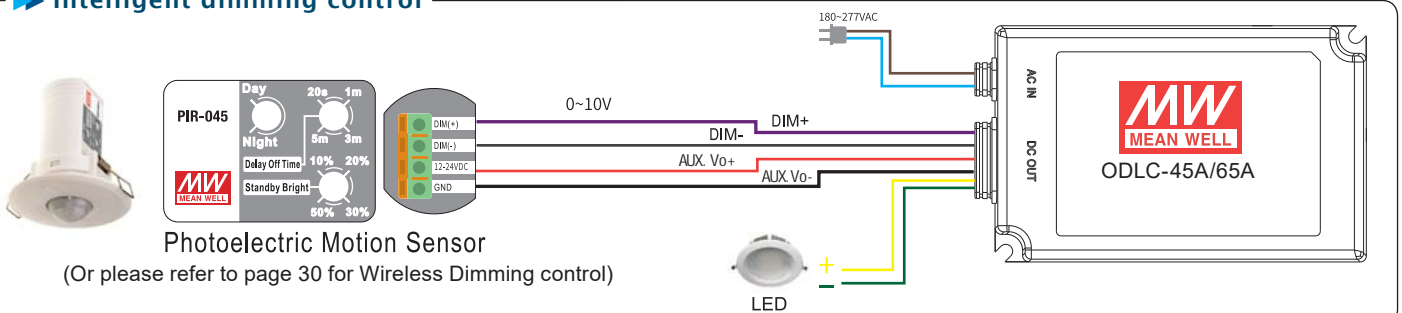 Intelligent dimming control
180~277VAC
PIR-045
Day
Night
20s 1m
5m 3m
Delay Off Time
10% 20%
Standby Bright
50% 30%
MW
MEAN WELL
DIM(+)
DIM(-)
12-24VDC
GND
0~10V
DIM+
DIM-
AUX. Vo+
AUX. Vo-
AC IN
DC OUT
MW
MEAN WELL
ODLC-45A/65A
Photoelectric Motion Sensor
(Or please refer to page 30 for Wireless Dimming control)
+
-
LED